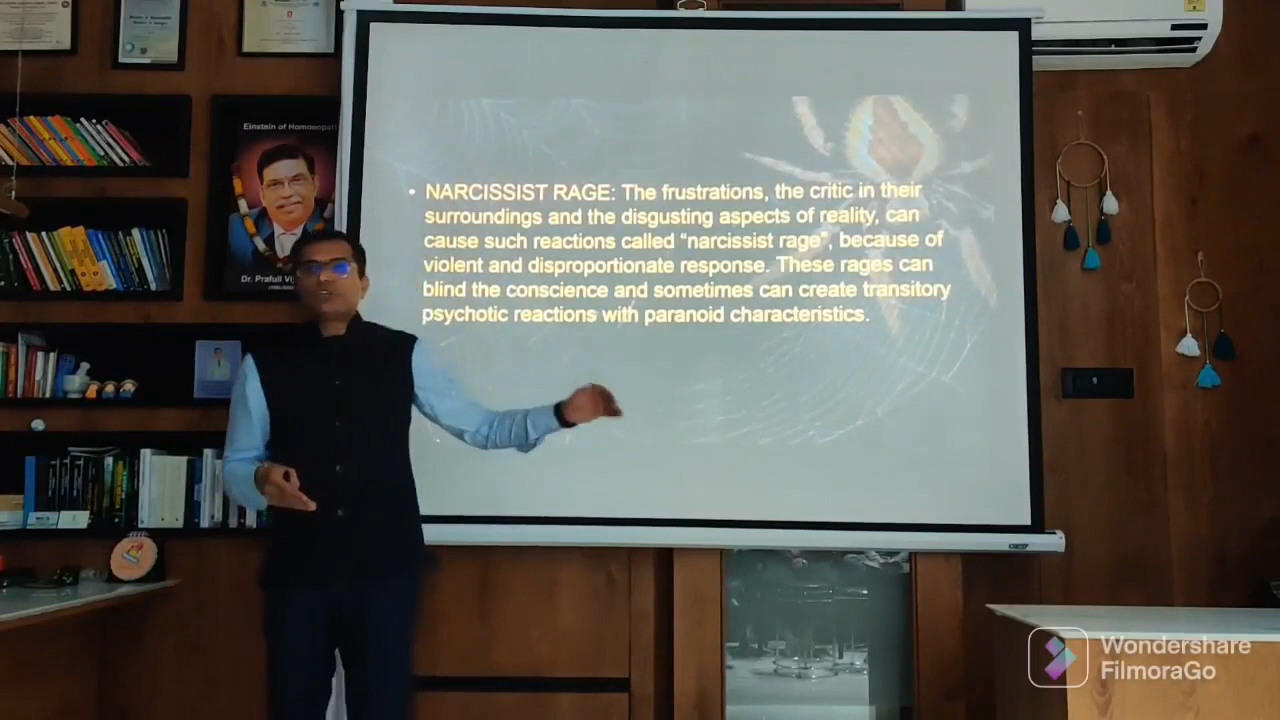 Einstein of Homoeopat
Dr. Prafull Vij
• NARCISSIST RAGE: The frustrations, the critic in their
surroundings and the disgusting aspects of reality, can
cause such reactions called “narcissist rage”, because of
violent and disproportionate response. These rages can
blind the conscience and sometimes can create transitory
psychotic reactions with paranoid characteristics.
Wondershare
FilmoraGo